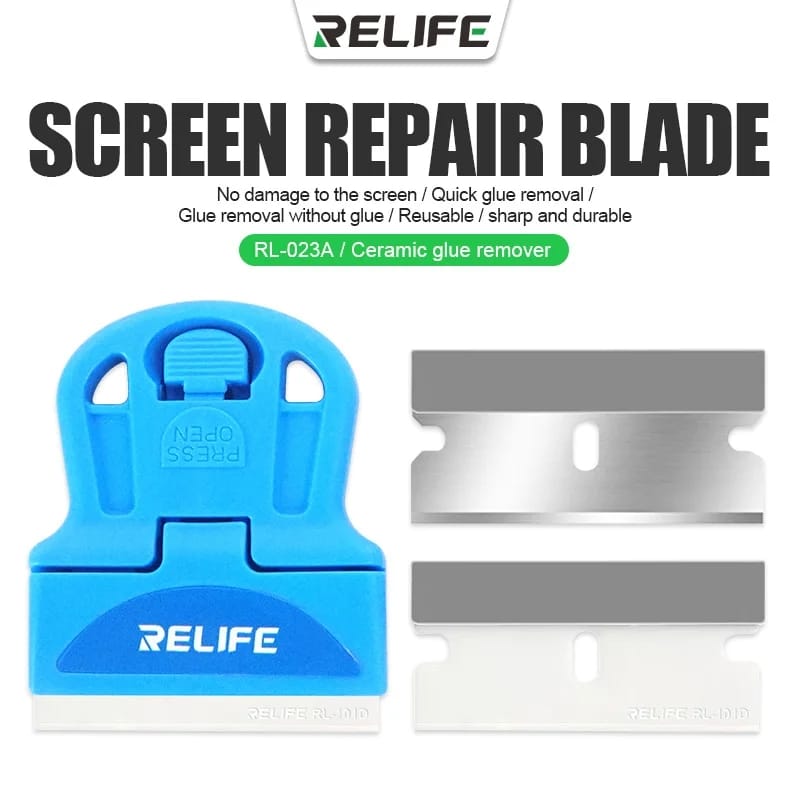 RELIFE
SCREEN REPAIR BLADE
No damage to the screen / Quick glue removal /
Glue removal without glue / Reusable / sharp and durable
RL-023A / Ceramic glue remover
PRESS
OPEN
RELIFE
RELIFE RL-101D
RELIFE RL-101D